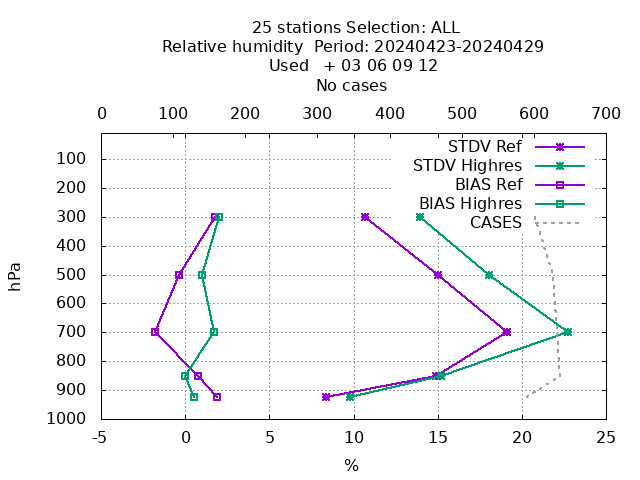 25 stations Selection: ALL
Relative humidity  Period: 20240423-20240429
Used   + 03 06 09 12
No cases
0 100 200 300 400 500 600 700
STDV Ref
STDV Highres
BIAS Ref
BIAS Highres
CASES
100
200
300
400
500
600
700
800
900
1000
hPa
-5 0 5 10 15 20 25
%